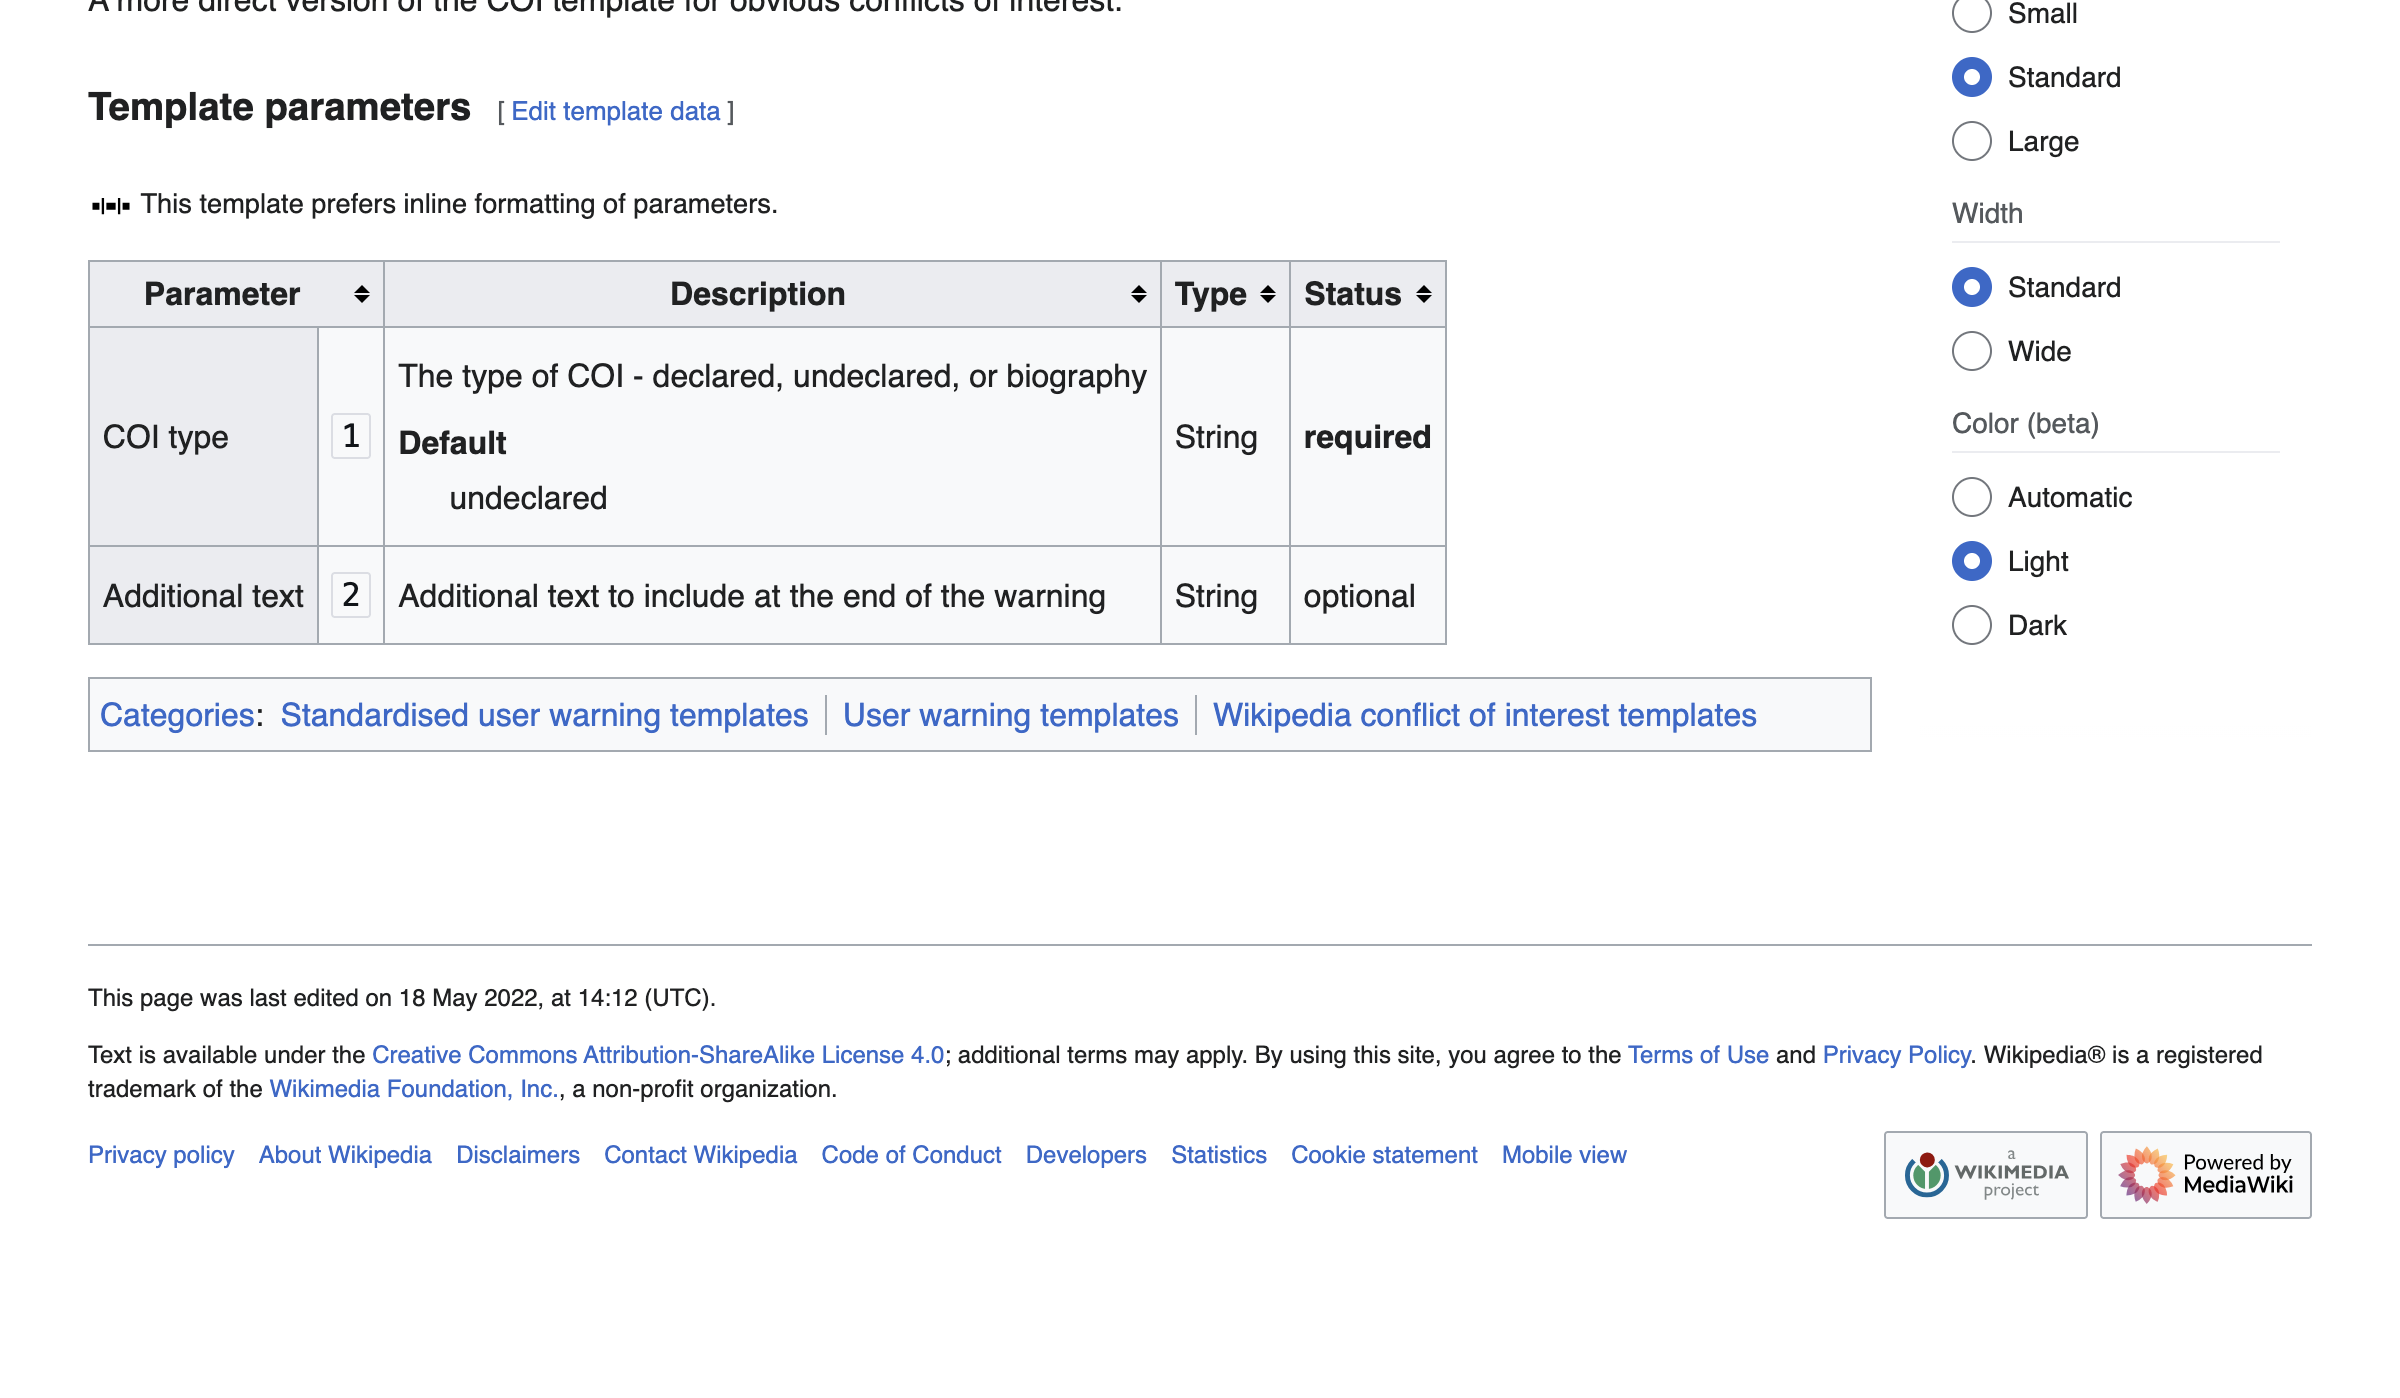 A more direct version of the COI template for obvious conflicts of interest.
Template parameters [ Edit template data ]
This template prefers inline formatting of parameters.
Parameter Description Type Status
COI type 1 The type of COI - declared, undeclared, or biography
Default
undeclared
String required
Additional text 2 Additional text to include at the end of the warning String optional
Categories: Standardised user warning templates | User warning templates | Wikipedia conflict of interest templates
Small
Standard
Large
Width
Standard
Wide
Color (beta)
Automatic
Light
Dark
This page was last edited on 18 May 2022, at 14:12 (UTC).
Text is available under the Creative Commons Attribution-ShareAlike License 4.0; additional terms may apply. By using this site, you agree to the Terms of Use and Privacy Policy. Wikipedia® is a registered
trademark of the Wikimedia Foundation, Inc., a non-profit organization.
Privacy policy About Wikipedia Disclaimers Contact Wikipedia Code of Conduct Developers Statistics Cookie statement Mobile view
a
WIKIMEDIA
project
Powered by
MediaWiki